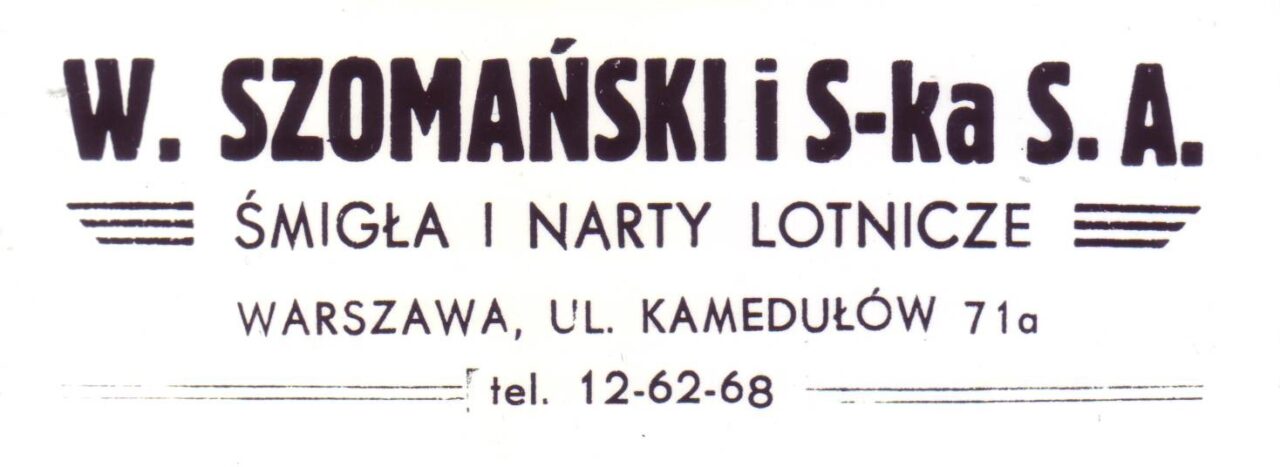 W. SZOMAŃSKI i S-ka S. A.
ŚMIGŁA I NARTY LOTNICZE
WARSZAWA, UL. KAMEDUŁÓW 71a
tel. 12-62-68